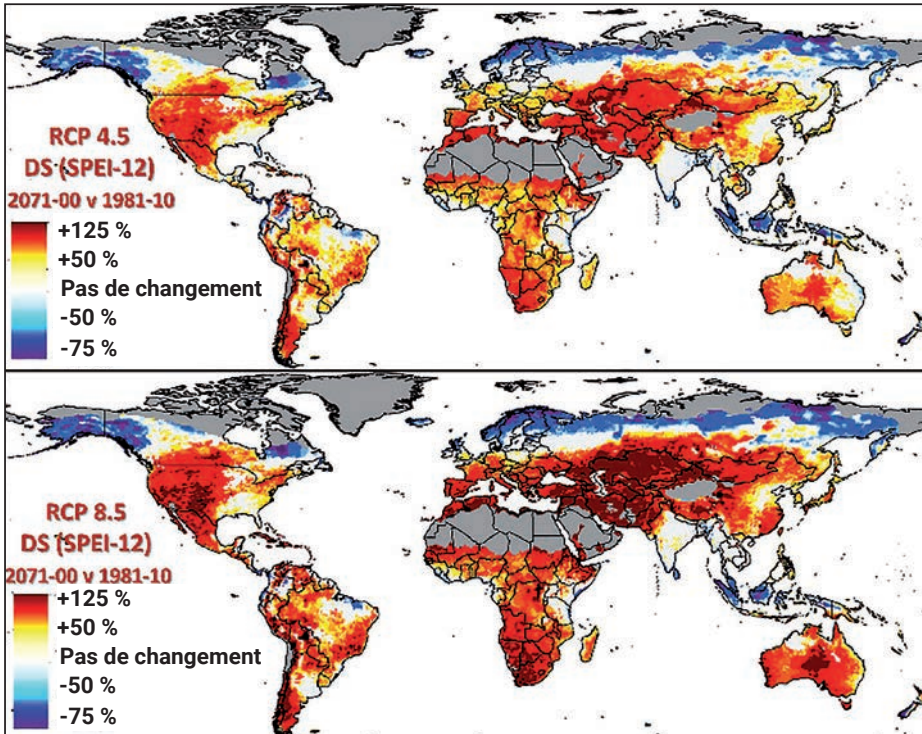 RCP 4.5
DS (SPEI-12)
2071-00 v 1981-10
+125 %
+50 %
Pas de changement
-50 %
-75 %
RCP 8.5
DS (SPEI-12)
2071-00 v 1981-10
+125 %
+50 %
Pas de changement
-50 %
-75 %